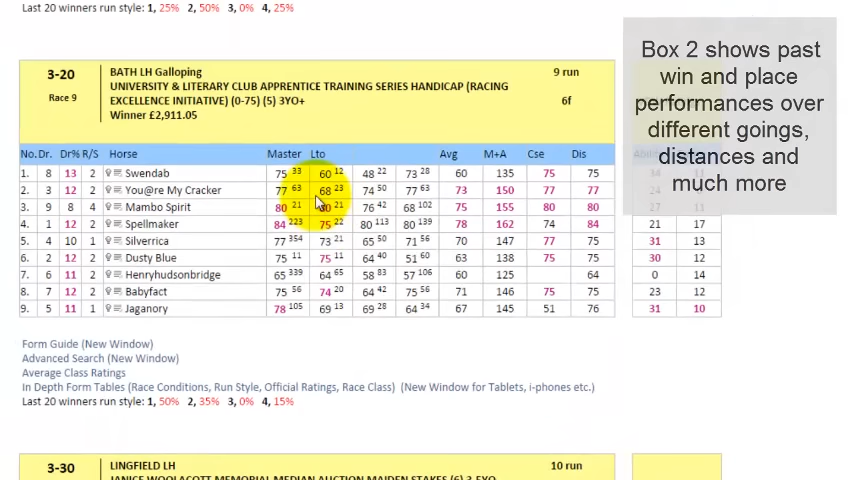 Last 20 winners run style: 1, 25% 2, 50% 3, 0% 4, 25%
3-20 BATH LH Galloping 9 run
Race 9 UNIVERSITY & LITERARY CLUB APPRENTICE TRAINING SERIES HANDICAP (RACING
EXCELLENCE INITIATIVE) (0-75) (5) 3YO+ 6f
Winner £2,911.05
Box 2 shows past
win and place
performances over
different goings,
distances and
much more
No. Dr. Dr% R/S Horse Master Lto Avg M+A Cse Dis
1. 8 13 2 Swendab 75 33 60 12 48 22 73 28 60 135 75 75
2. 3 12 2 You@re My Cracker 77 63 68 23 74 50 77 63 73 150 77 77 24
3. 9 8 4 Mambo Spirit 80 21 80 21 76 42 68 102 75 155 80 80 27
4. 1 12 2 Spellmaker 84 223 75 22 80 113 80 139 78 162 74 84 21 17
5. 4 10 1 Silverrica 77 354 73 21 65 50 71 56 70 147 77 75 31 13
6. 2 12 2 Dusty Blue 75 11 75 11 64 40 51 60 63 138 75 75 30 12
7. 6 11 2 Henryhudsonbridge 65 339 64 65 58 83 57 106 60 125 64 0 14
8. 7 12 2 Babyfact 75 56 74 20 64 42 75 56 71 146 75 75 23 12
9. 5 11 1 Jaganory 78 105 69 13 69 28 64 34 67 145 51 76 31 10
Form Guide (New Window)
Advanced Search (New Window)
Average Class Ratings
In Depth Form Tables (Race Conditions, Run Style, Official Ratings, Race Class) (New Window for Tablets, i-phones etc.)
Last 20 winners run style: 1, 50% 2, 35% 3, 0% 4, 15%
3-30 LINGFIELD LH 10 run
JANICE WOOLACOTT MEMORIAL MEDIAN AUCTION MAIDEN STAKES (6) 3-5YO